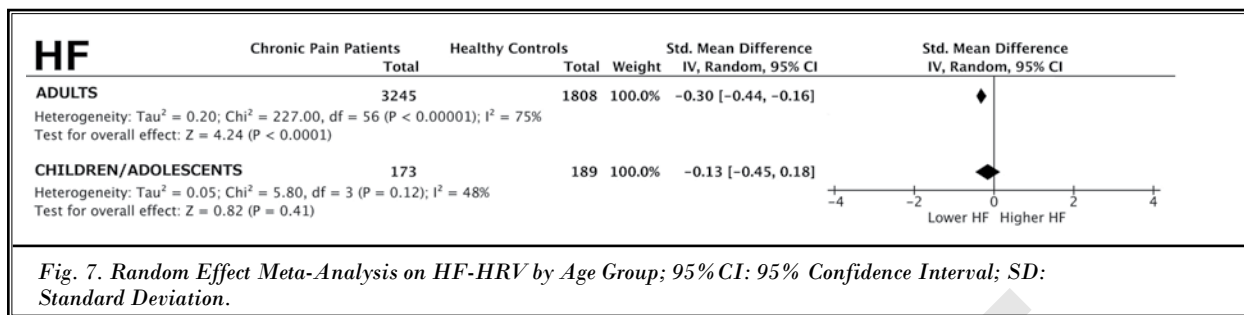 HF
Chronic Pain Patients Healthy Controls Std. Mean Difference Std. Mean Difference
Total Total Weight IV, Random, 95% CI IV, Random, 95% CI
ADULTS 3245 1808 100.0% −0.30 [−0.44, −0.16]
Heterogeneity: Tau² = 0.20; Chi² = 227.00, df = 56 (P < 0.00001); I² = 75%
Test for overall effect: Z = 4.24 (P < 0.0001)
CHILDREN/ADOLESCENTS 173 189 100.0% −0.13 [−0.45, 0.18]
Heterogeneity: Tau² = 0.05; Chi² = 5.80, df = 3 (P = 0.12); I² = 48%
Test for overall effect: Z = 0.82 (P = 0.41)
−4 −2 0 2 4
Lower HF Higher HF
Fig. 7. Random Effect Meta-Analysis on HF-HRV by Age Group; 95%CI: 95% Confidence Interval; SD:
Standard Deviation.